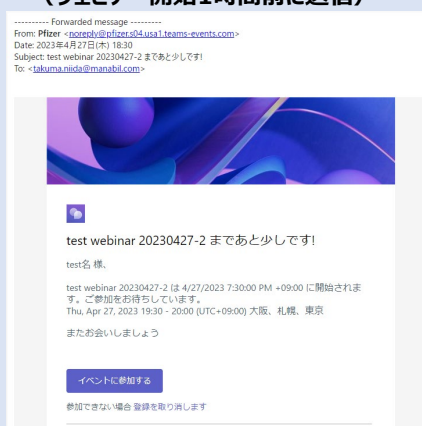 （ウェビナー開始1時間前に送信）
---------- Forwarded message ---------
From: Pfizer <noreply@pfizer.s04.usa1.teams-events.com>
Date: 2023年4月27日(木) 18:30
Subject: test webinar 20230427-2 まであと少しです!
To: <takuma.niida@manabil.com>
test webinar 20230427-2 まであと少しです!
test名 様、
test webinar 20230427-2 は 4/27/2023 7:30:00 PM +09:00 に開始されま
す。ご参加をお待ちしています。
Thu, Apr 27, 2023 19:30 - 20:00 (UTC+09:00) 大阪、札幌、東京
またお会いしましょう
イベントに参加する
参加できない場合 登録を取り消します